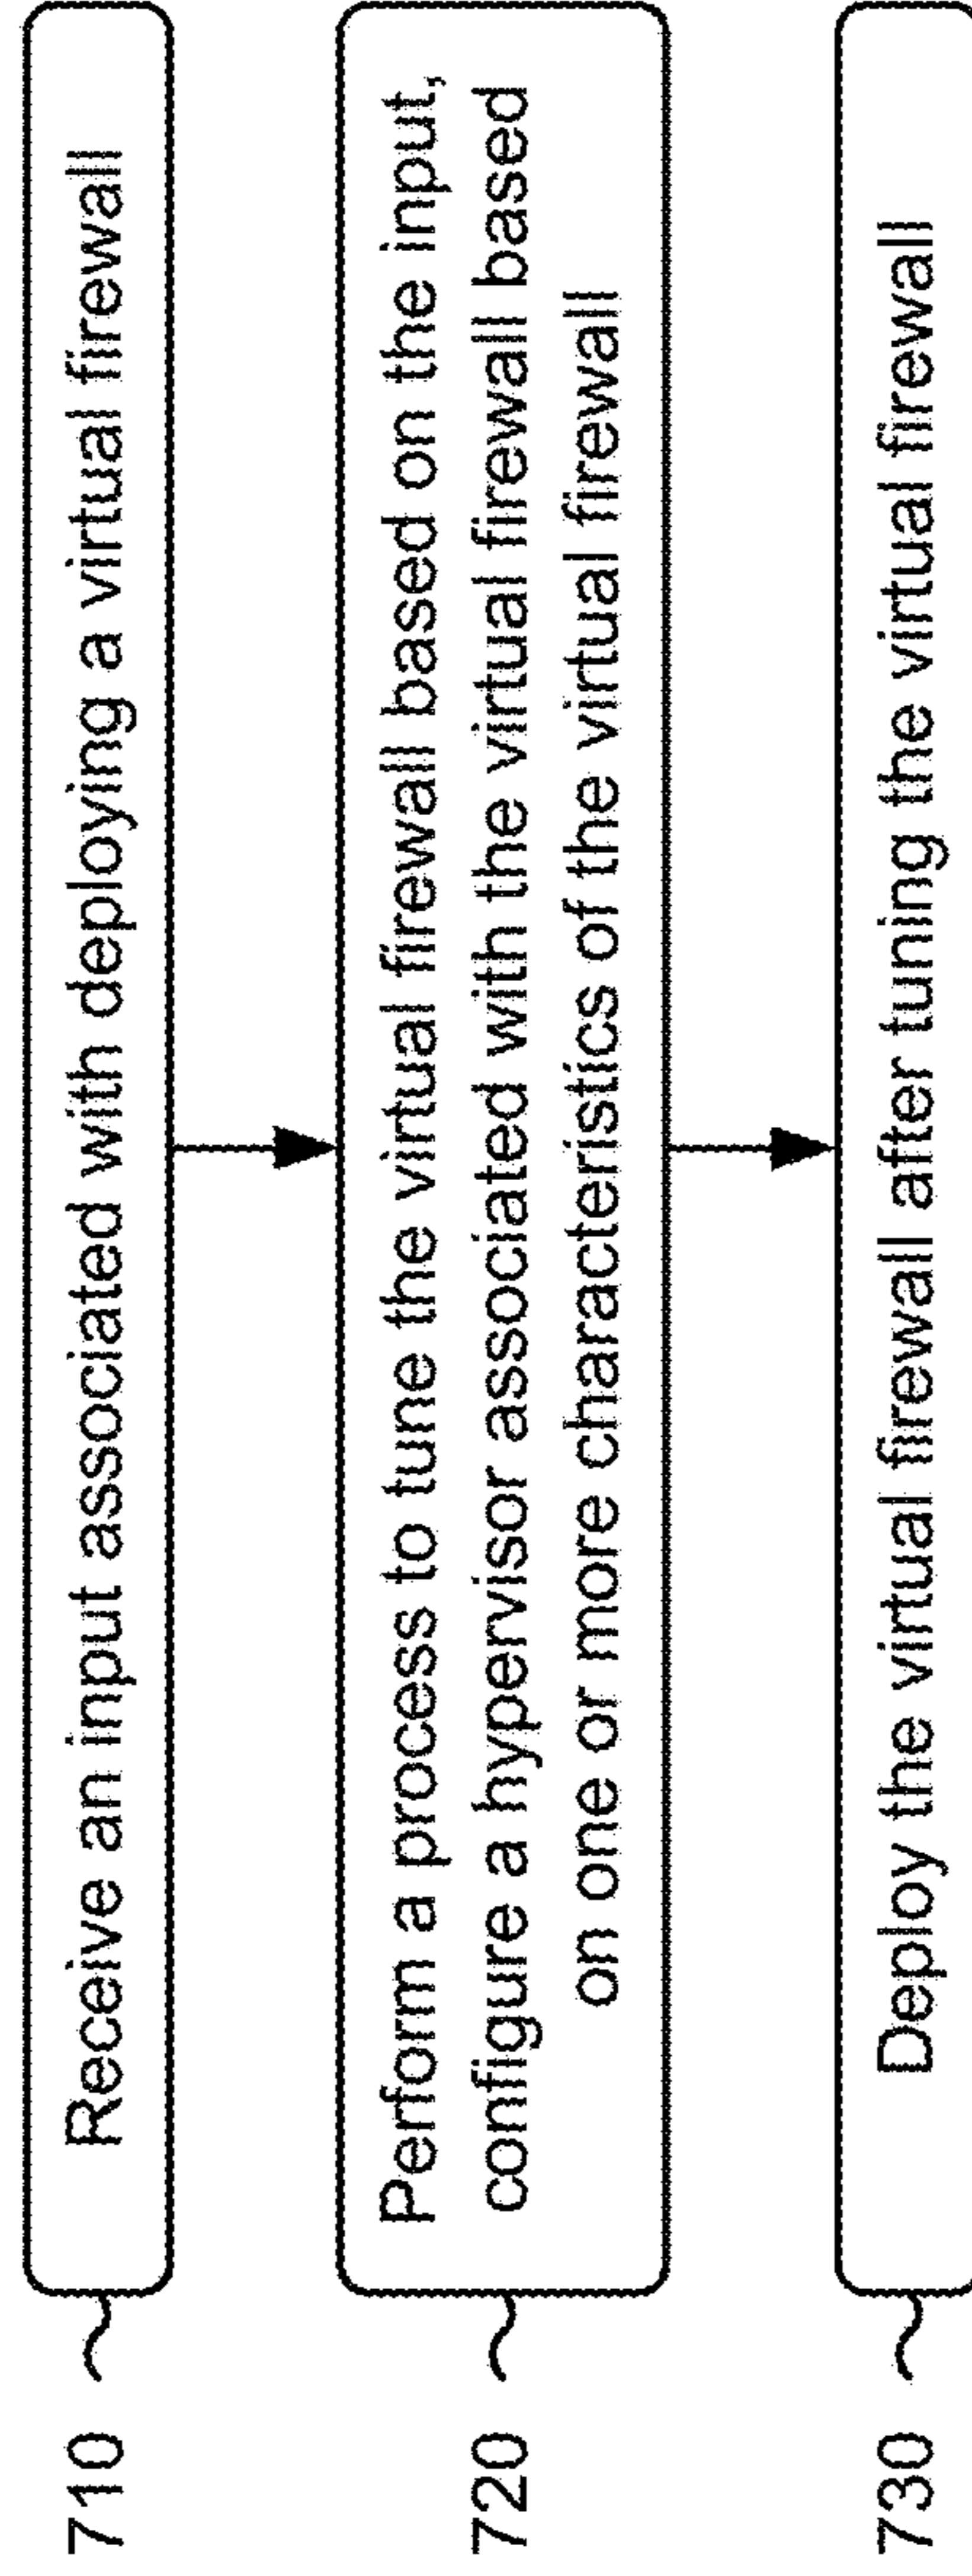 710
Receive an input associated with deploying a virtual firewall
720
Perform a process to tune the virtual firewall based on the input,
configure a hypervisor associated with the virtual firewall based
on one or more characteristics of the virtual firewall
730
Deploy the virtual firewall after tuning the virtual firewall